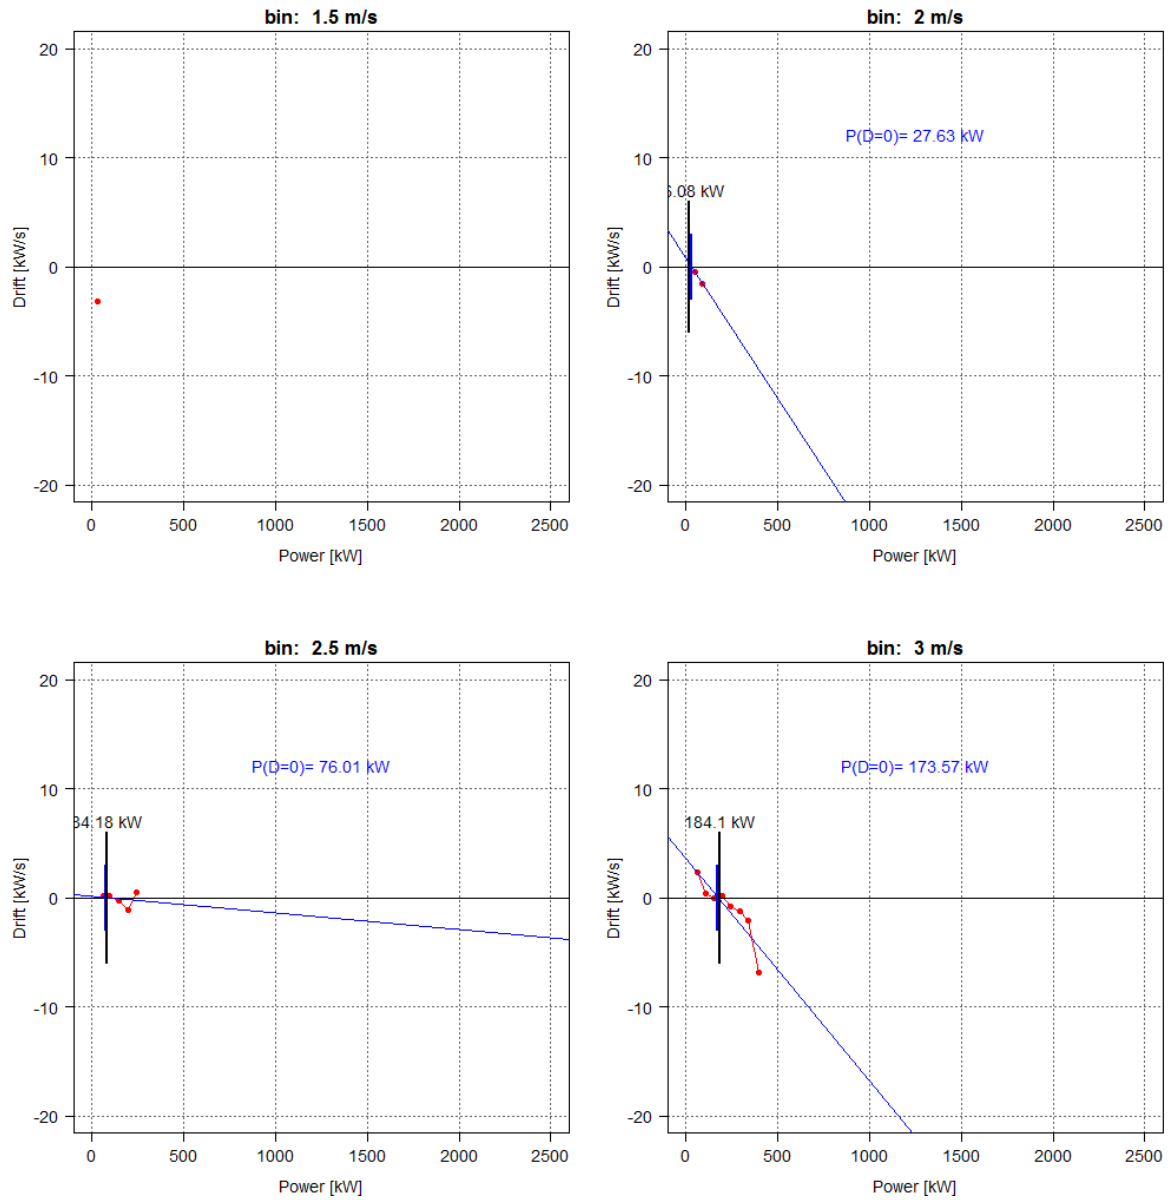 bin: 1.5 m/s
20
10
0
-10
-20
Drift [kW/s]
0 500 1000 1500 2000 2500
Power [kW]
bin: 2 m/s
20
10
0
-10
-20
Drift [kW/s]
P(D=0)= 27.63 kW
6.08 kW
0 500 1000 1500 2000 2500
Power [kW]
bin: 2.5 m/s
20
10
0
-10
-20
Drift [kW/s]
P(D=0)= 76.01 kW
84.18 kW
0 500 1000 1500 2000 2500
Power [kW]
bin: 3 m/s
20
10
0
-10
-20
Drift [kW/s]
P(D=0)= 173.57 kW
184.1 kW
0 500 1000 1500 2000 2500
Power [kW]